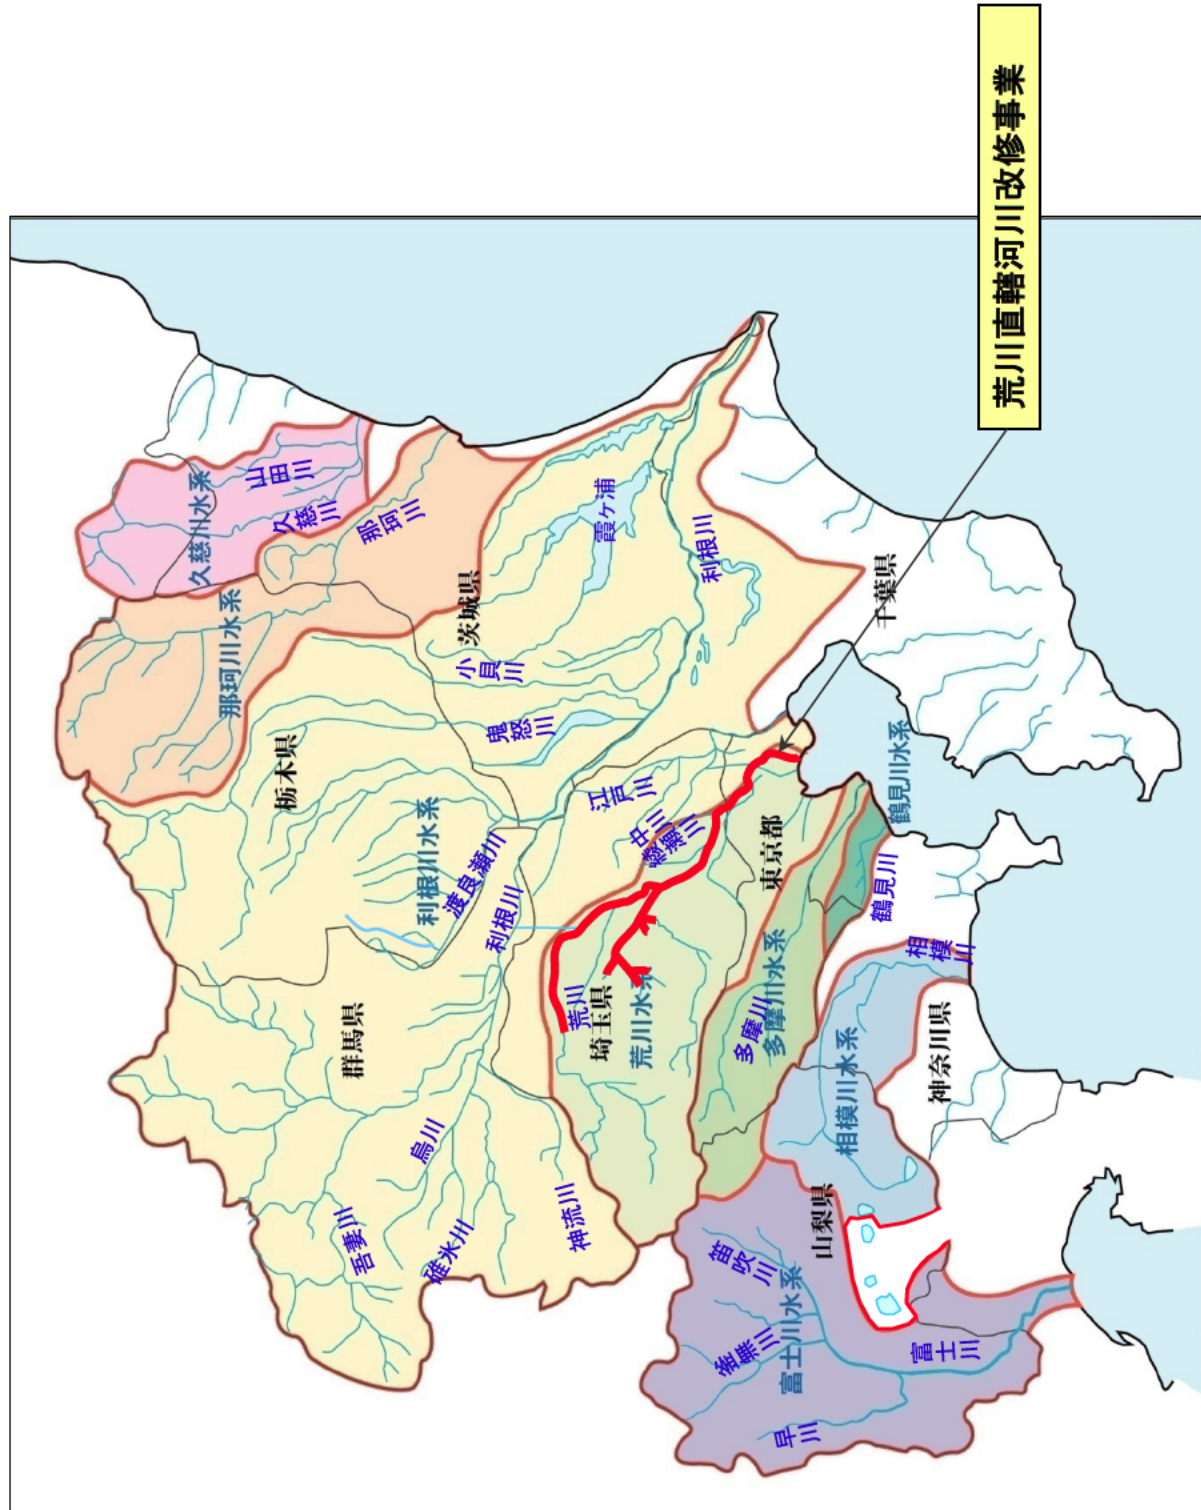 荒川直轄河川改修事業
久慈川水系
山田川
久慈川
那珂川
那珂川水系
茨城県
霞ヶ浦
利根川
千葉県
小貝川
鬼怒川
栃木県
利根川水系
渡良瀬川
利根川
江戸川
中川
綾瀬川
東京都
鶴見川水系
鶴見川
群馬県
荒川
埼玉県
荒川水系
多摩川
多摩川水系
相模川
相模川水系
神奈川県
烏川
吾妻川
碓氷川
神流川
山梨県
笛吹川
富士川水系
釜無川
富士川
早川